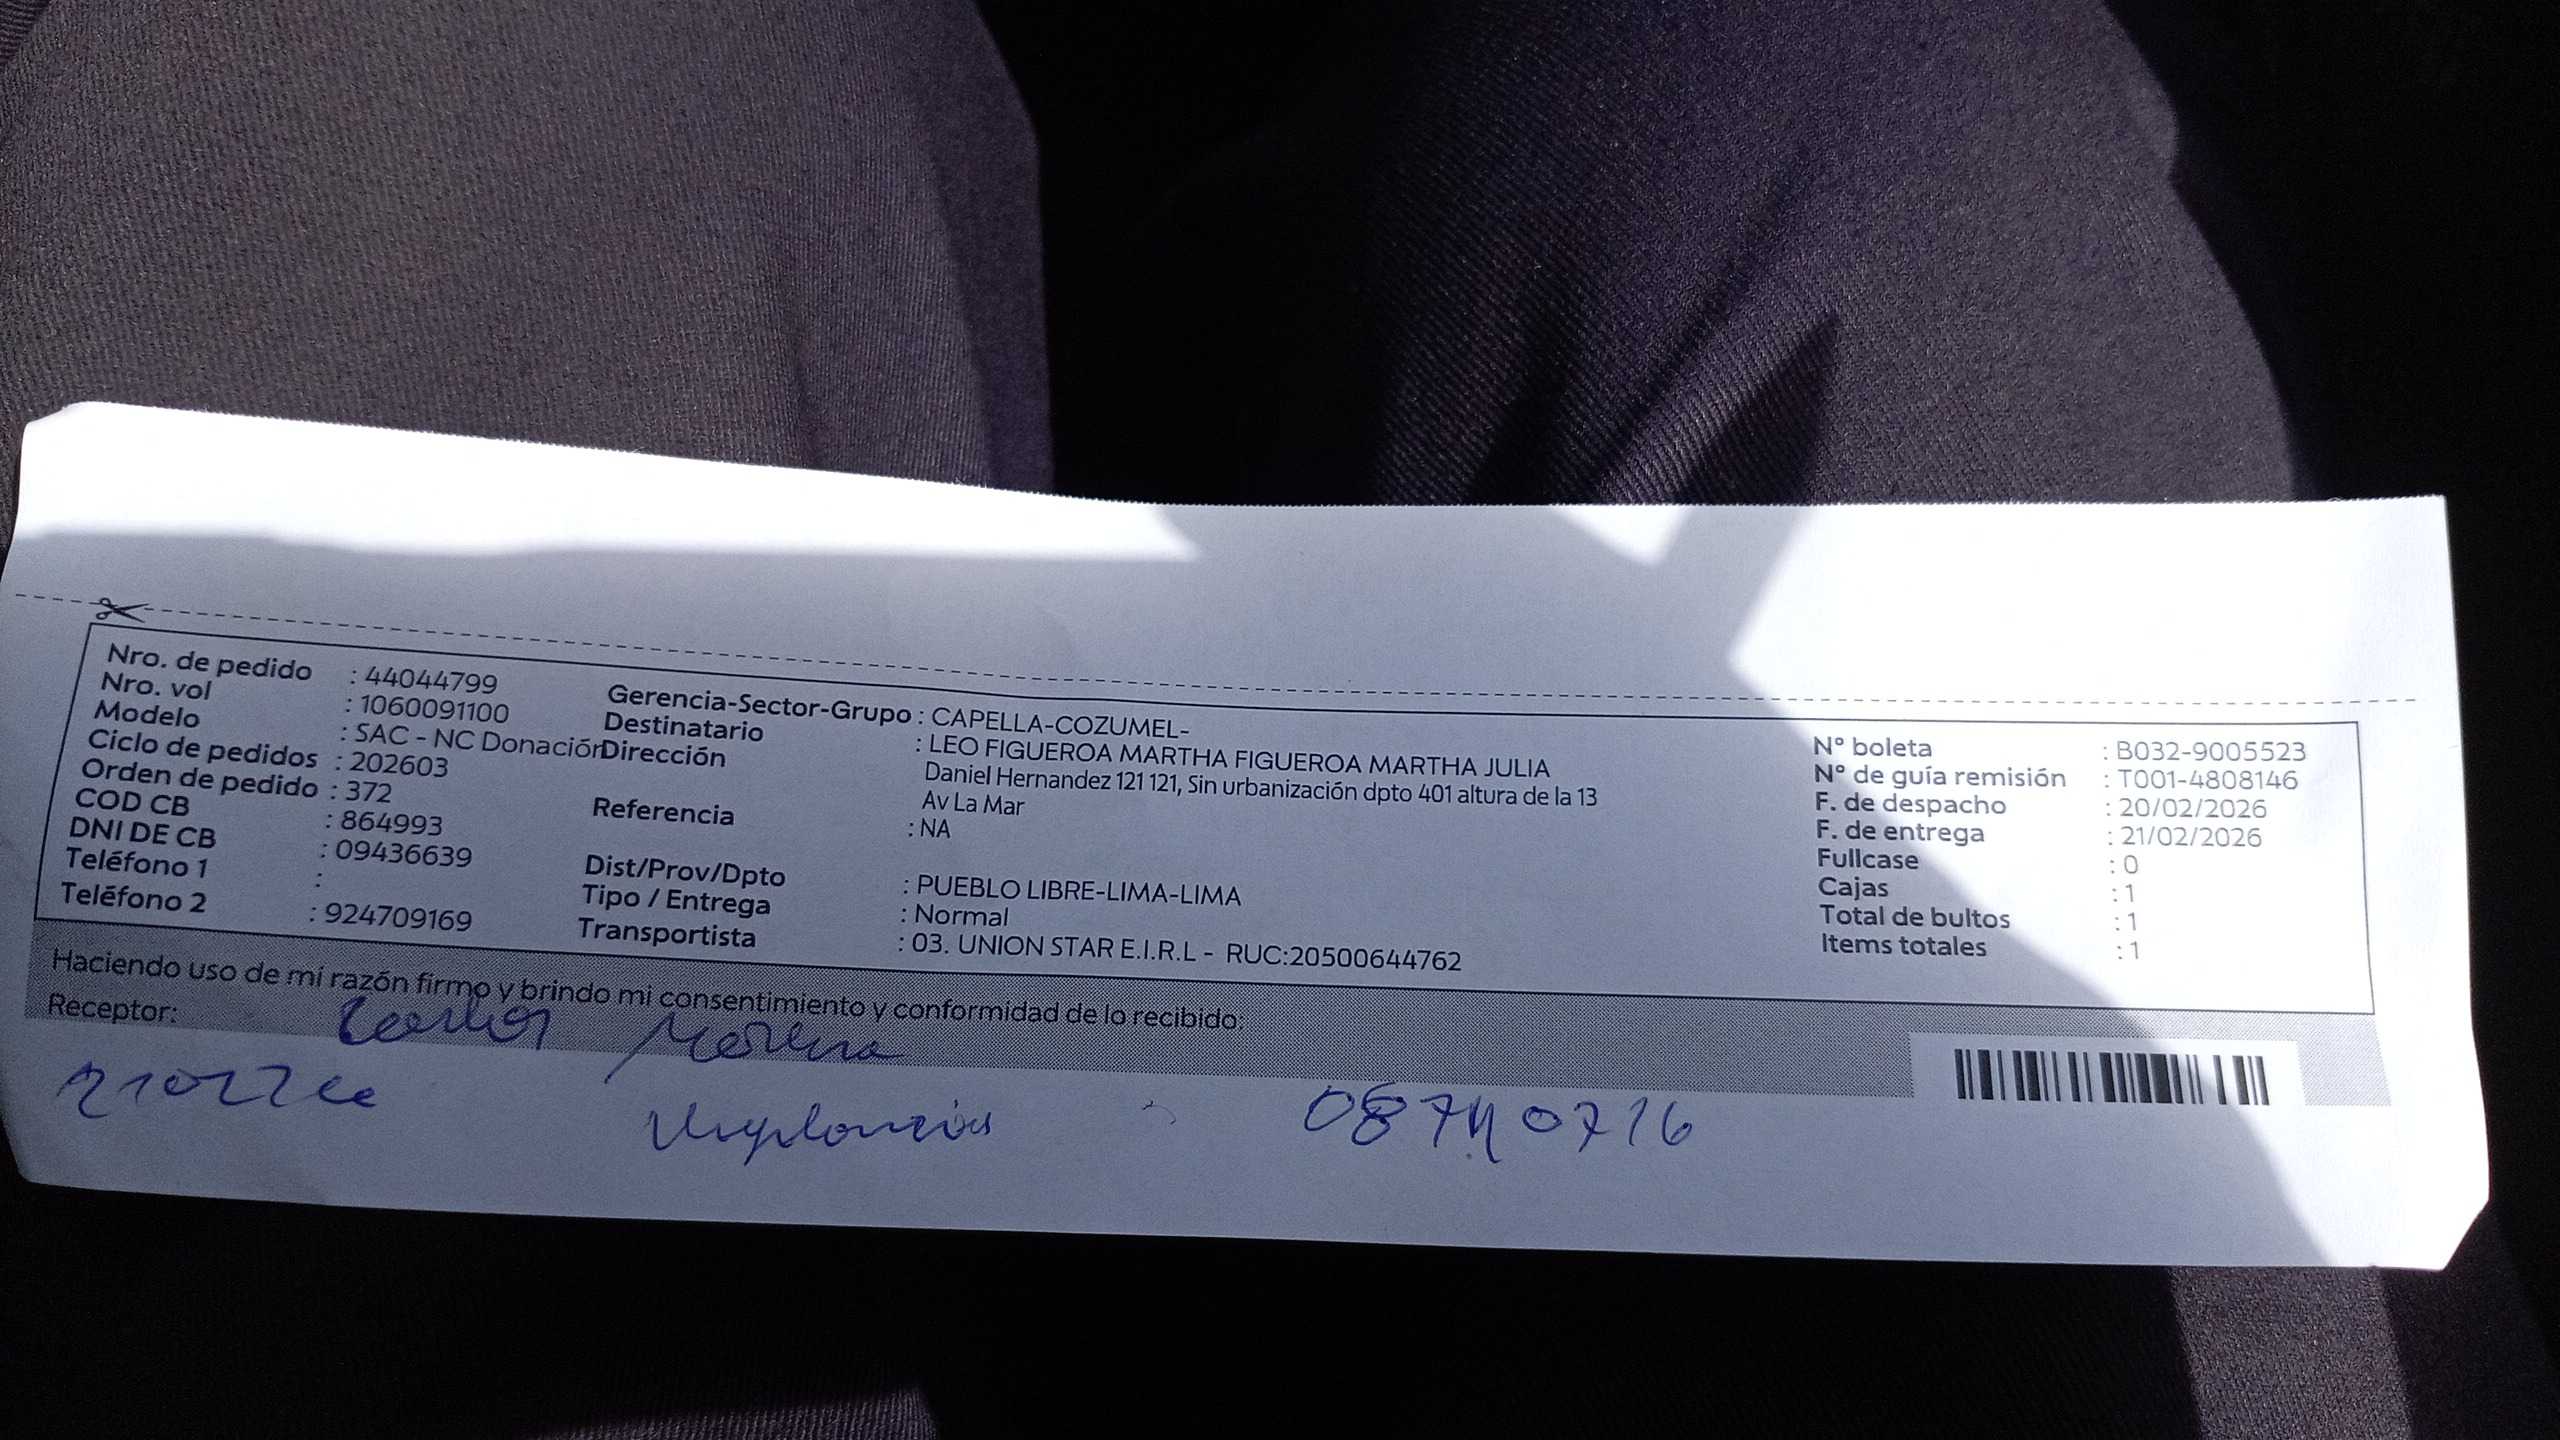 Nro. de pedido : 44044799
Nro. vol : 1060091100
Modelo : SAC - NC Donación
Ciclo de pedidos : 202603
Orden de pedido : 372
COD CB : 864993
DNI DE CB : 09436639
Teléfono 1 :
Teléfono 2 : 924709169
Gerencia-Sector-Grupo : CAPELLA-COZUMEL-
Destinatario : LEO FIGUEROA MARTHA FIGUEROA MARTHA JULIA
Dirección Daniel Hernandez 121 121, Sin urbanización dpto 401 altura de la 13
Av La Mar
Referencia : NA
Dist/Prov/Dpto : PUEBLO LIBRE-LIMA-LIMA
Tipo / Entrega : Normal
Transportista : 03. UNION STAR E.I.R.L - RUC:20500644762
N° boleta : B032-9005523
N° de guía remisión : T001-4808146
F. de despacho : 20/02/2026
F. de entrega : 21/02/2026
Fullcase : 0
Cajas : 1
Total de bultos : 1
Items totales : 1
Haciendo uso de mi razón firmo y brindo mi consentimiento y conformidad de lo recibido:
Receptor: Carlos Moreno